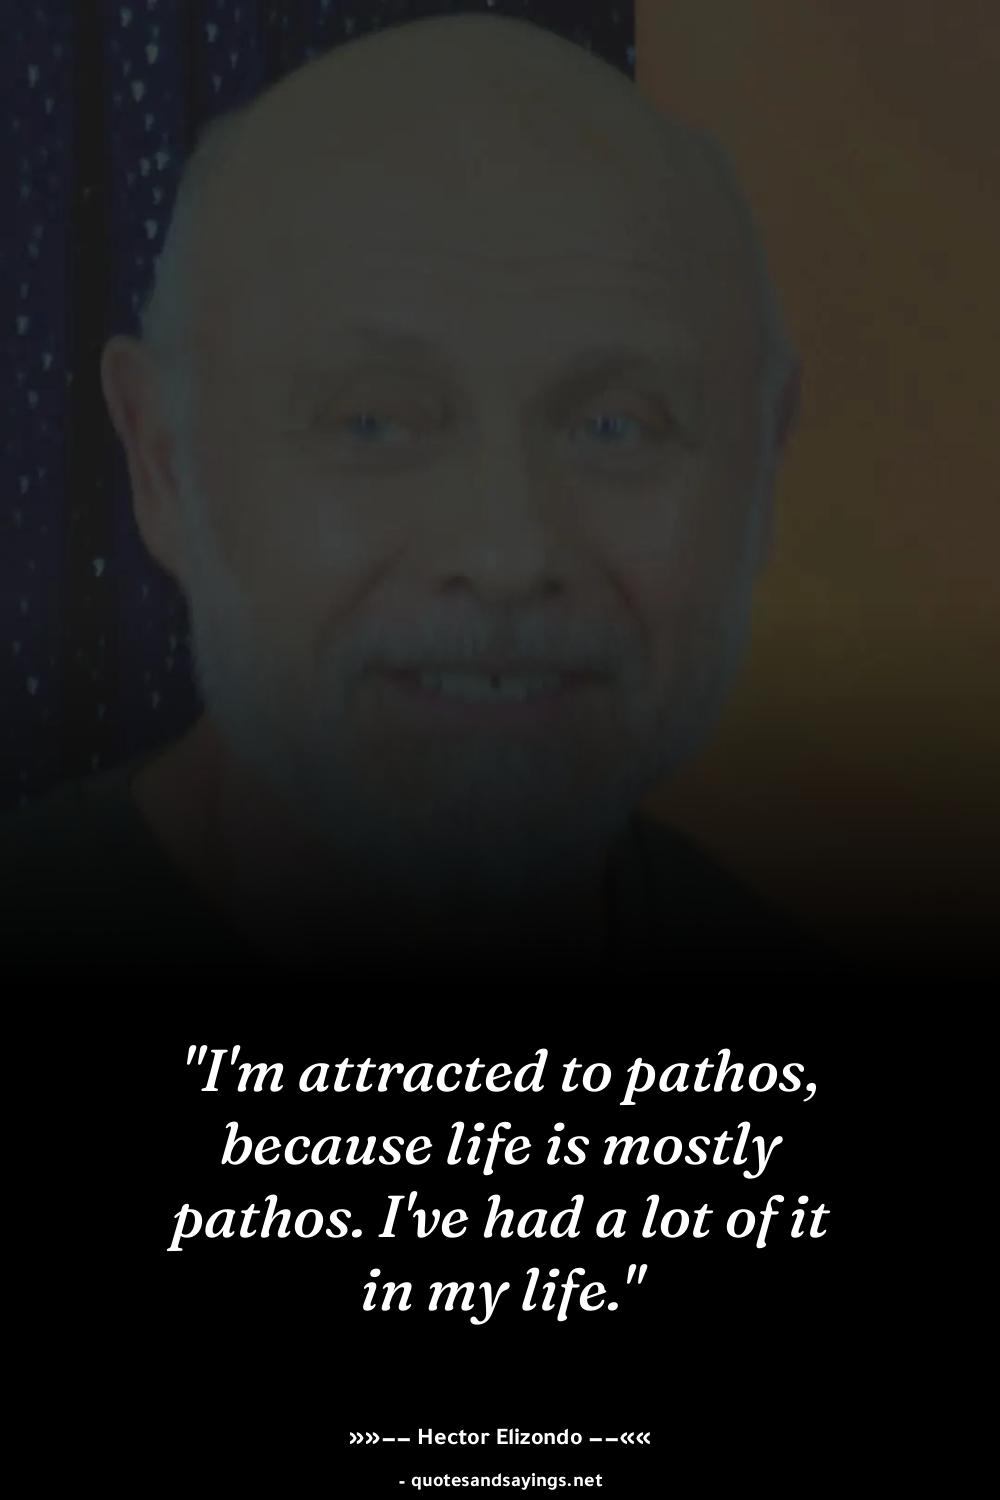 "I'm attracted to pathos,
because life is mostly
pathos. I've had a lot of it
in my life."
»»−− Hector Elizondo −−««
- quotesandsayings.net